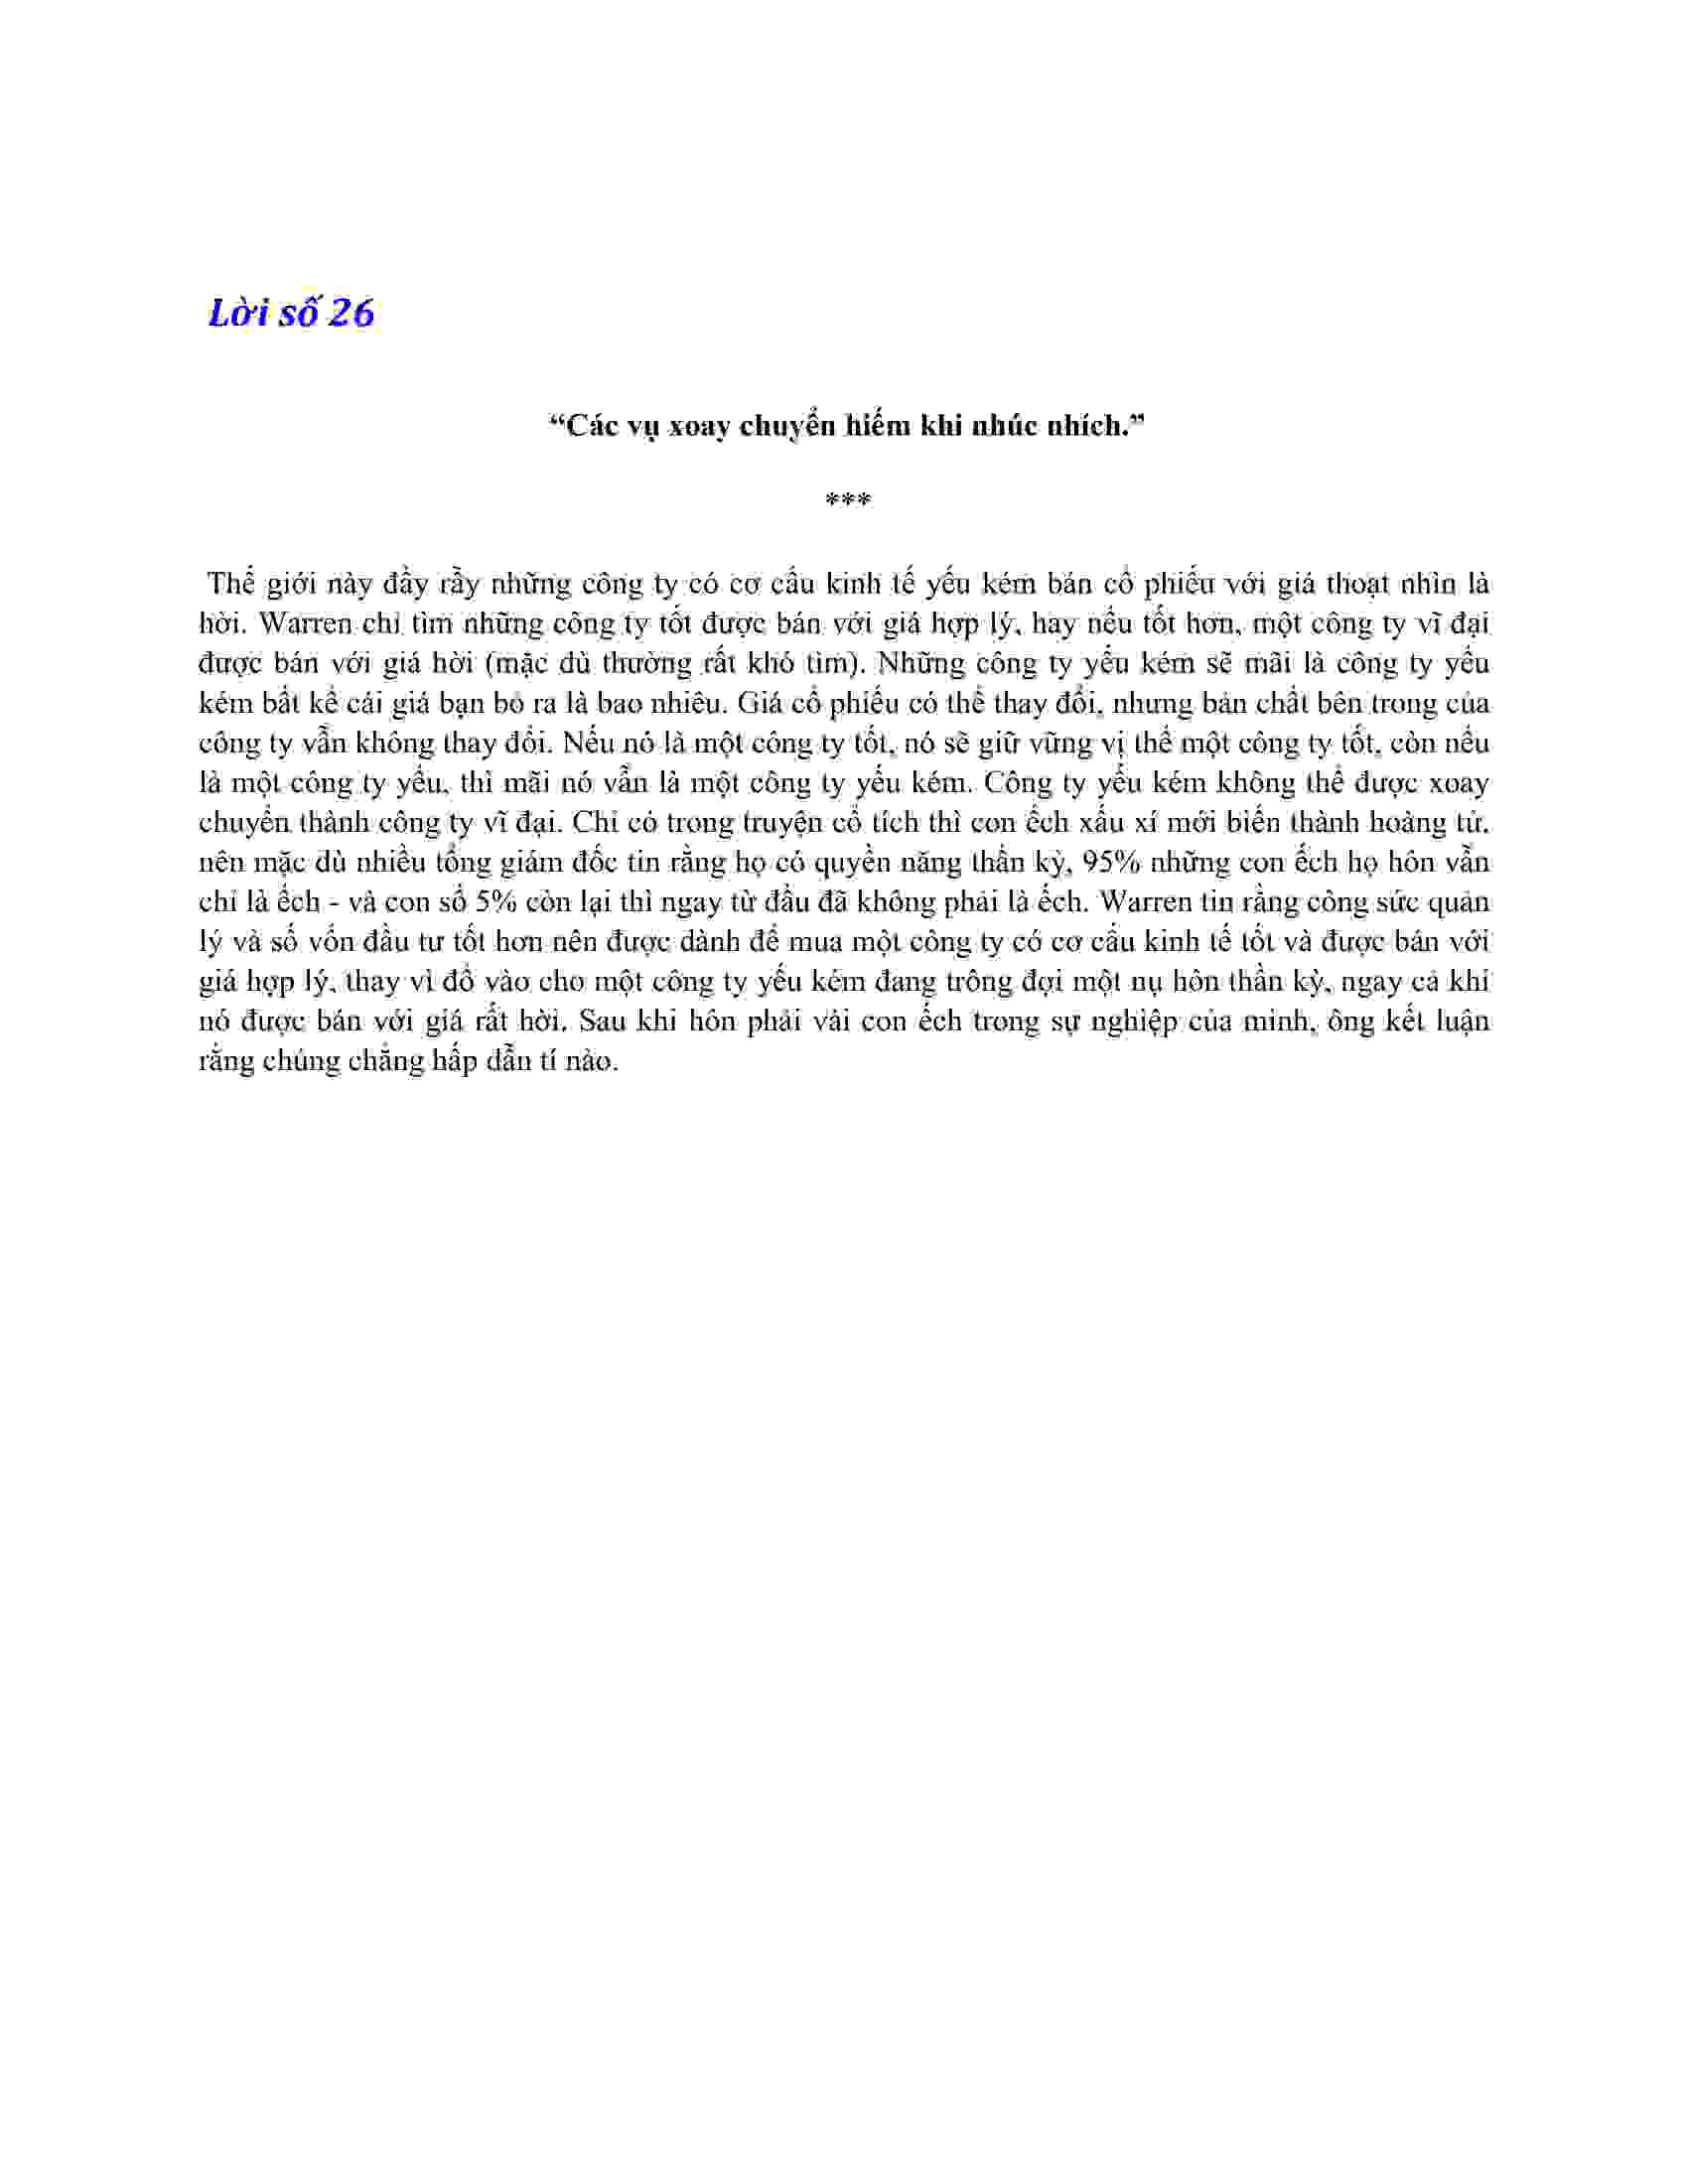 Lời số 26
“Các vụ xoay chuyển hiếm khi nhúc nhích.”
***
Thế giới này đầy rầy những công ty có cơ cấu kinh tế yếu kém bán cổ phiếu với giá thoạt nhìn là
hời. Warren chỉ tìm những công ty tốt được bán với giá hợp lý, hay nếu tốt hơn, một công ty vĩ đại
được bán với giá hời (mặc dù thường rất khó tìm). Những công ty yếu kém sẽ mãi là công ty yếu
kém bất kể cái giá bạn bỏ ra là bao nhiêu. Giá cổ phiếu có thể thay đổi, nhưng bản chất bên trong của
công ty vẫn không thay đổi. Nếu nó là một công ty tốt, nó sẽ giữ vững vị thế một công ty tốt, còn nếu
là một công ty yếu, thì mãi nó vẫn là một công ty yếu kém. Công ty yếu kém không thể được xoay
chuyển thành công ty vĩ đại. Chỉ có trong truyện cổ tích thì con ếch xấu xí mới biến thành hoàng tử,
nên mặc dù nhiều tổng giám đốc tin rằng họ có quyền năng thần kỳ, 95% những con ếch họ hôn vẫn
chỉ là ếch - và con số 5% còn lại thì ngay từ đầu đã không phải là ếch. Warren tin rằng công sức quản
lý và số vốn đầu tư tốt hơn nên được dành để mua một công ty có cơ cấu kinh tế tốt và được bán với
giá hợp lý, thay vì đổ vào cho một công ty yếu kém đang trông đợi một nụ hôn thần kỳ, ngay cả khi
nó được bán với giá rất hời. Sau khi hôn phải vài con ếch trong sự nghiệp của mình, ông kết luận
rằng chúng chẳng hấp dẫn tí nào.